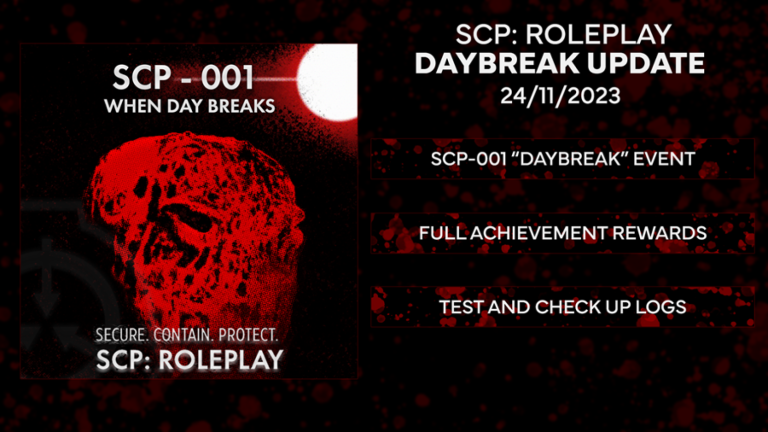 SCP - 001
WHEN DAY BREAKS
SECURE. CONTAIN. PROTECT.
SCP: ROLEPLAY
SCP: ROLEPLAY
DAYBREAK UPDATE
24/11/2023
SCP-001 “DAYBREAK” EVENT
FULL ACHIEVEMENT REWARDS
TEST AND CHECK UP LOGS